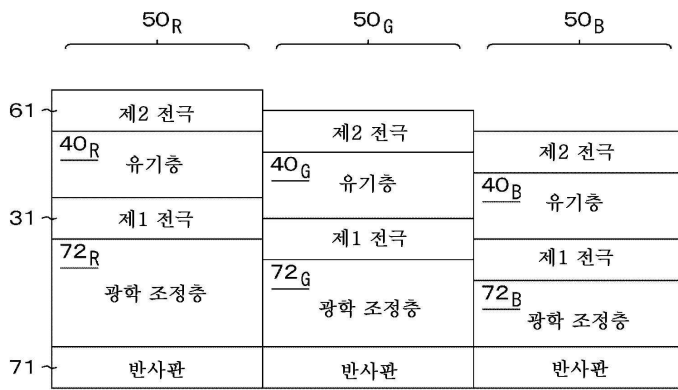 50R 50G 50B
61 제2 전극
제2 전극
제2 전극
40R 유기층
40G 유기층
40B 유기층
31 제1 전극
제1 전극
제1 전극
72R 광학 조정층
72G 광학 조정층
72B 광학 조정층
71 반사판 반사판 반사판